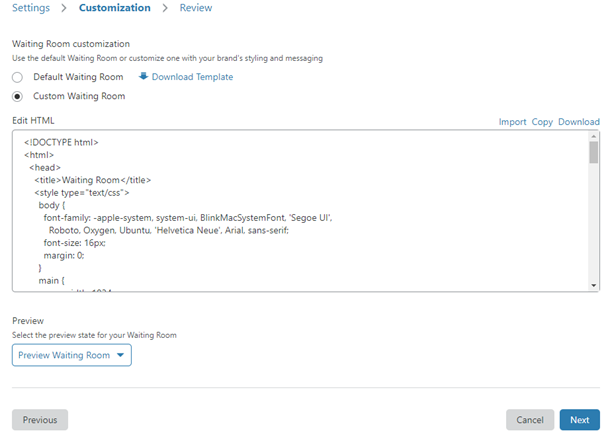 Settings > Customization > Review
Waiting Room customization
Use the default Waiting Room or customize one with your brand's styling and messaging
Default Waiting Room Download Template
Custom Waiting Room
Edit HTML Import Copy Download
<!DOCTYPE html>
<html>
<head>
<title>Waiting Room</title>
<style type="text/css">
body {
font-family: -apple-system, system-ui, BlinkMacSystemFont, 'Segoe UI',
Roboto, Oxygen, Ubuntu, 'Helvetica Neue', Arial, sans-serif;
font-size: 16px;
margin: 0;
}
main {
Preview
Select the preview state for your Waiting Room
Preview Waiting Room
Previous Cancel Next